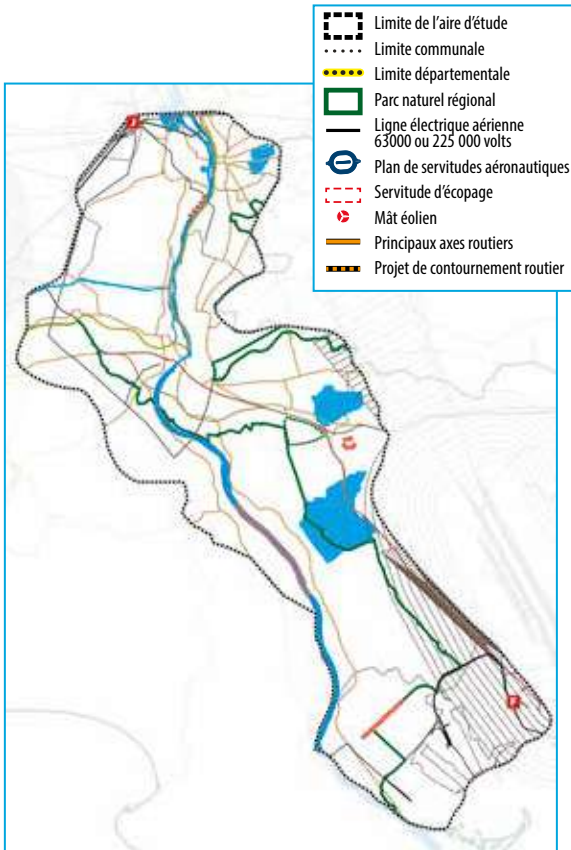 Limite de l'aire d'étude
Limite communale
Limite départementale
Parc naturel régional
Ligne électrique aérienne
63000 ou 225 000 volts
Plan de servitudes aéronautiques
Servitude d'écopage
Mât éolien
Principaux axes routiers
Projet de contournement routier